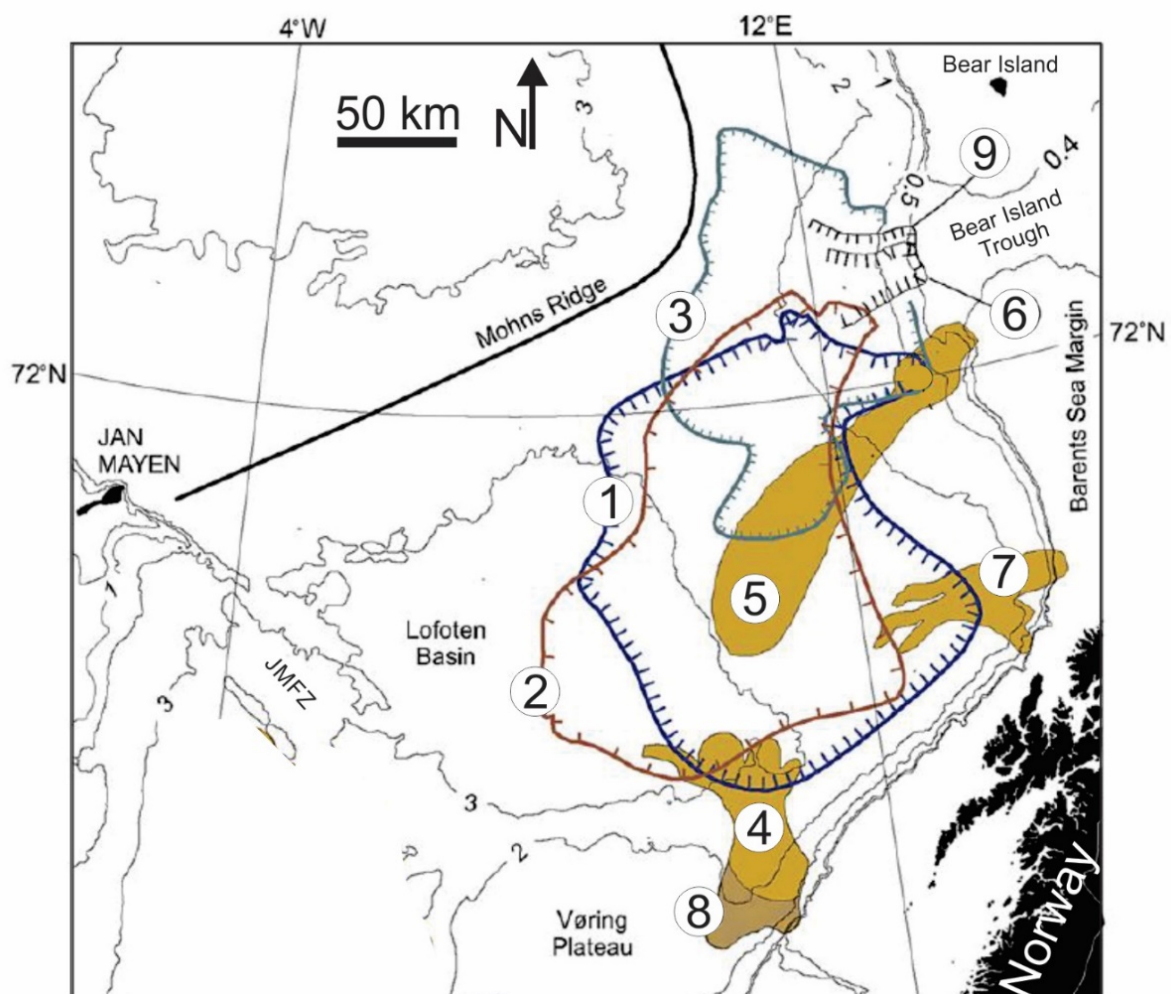 4°W
12°E
Bear Island
50 km
N
3
2
1
9
0.4
0.5
Bear Island
Trough
Mohns Ridge
3
6
72°N
72°N
Barents Sea Margin
JAN
MAYEN
1
7
1
5
Lofoten
Basin
JMFZ
2
3
3
4
2
8
Vøring
Plateau
Norway